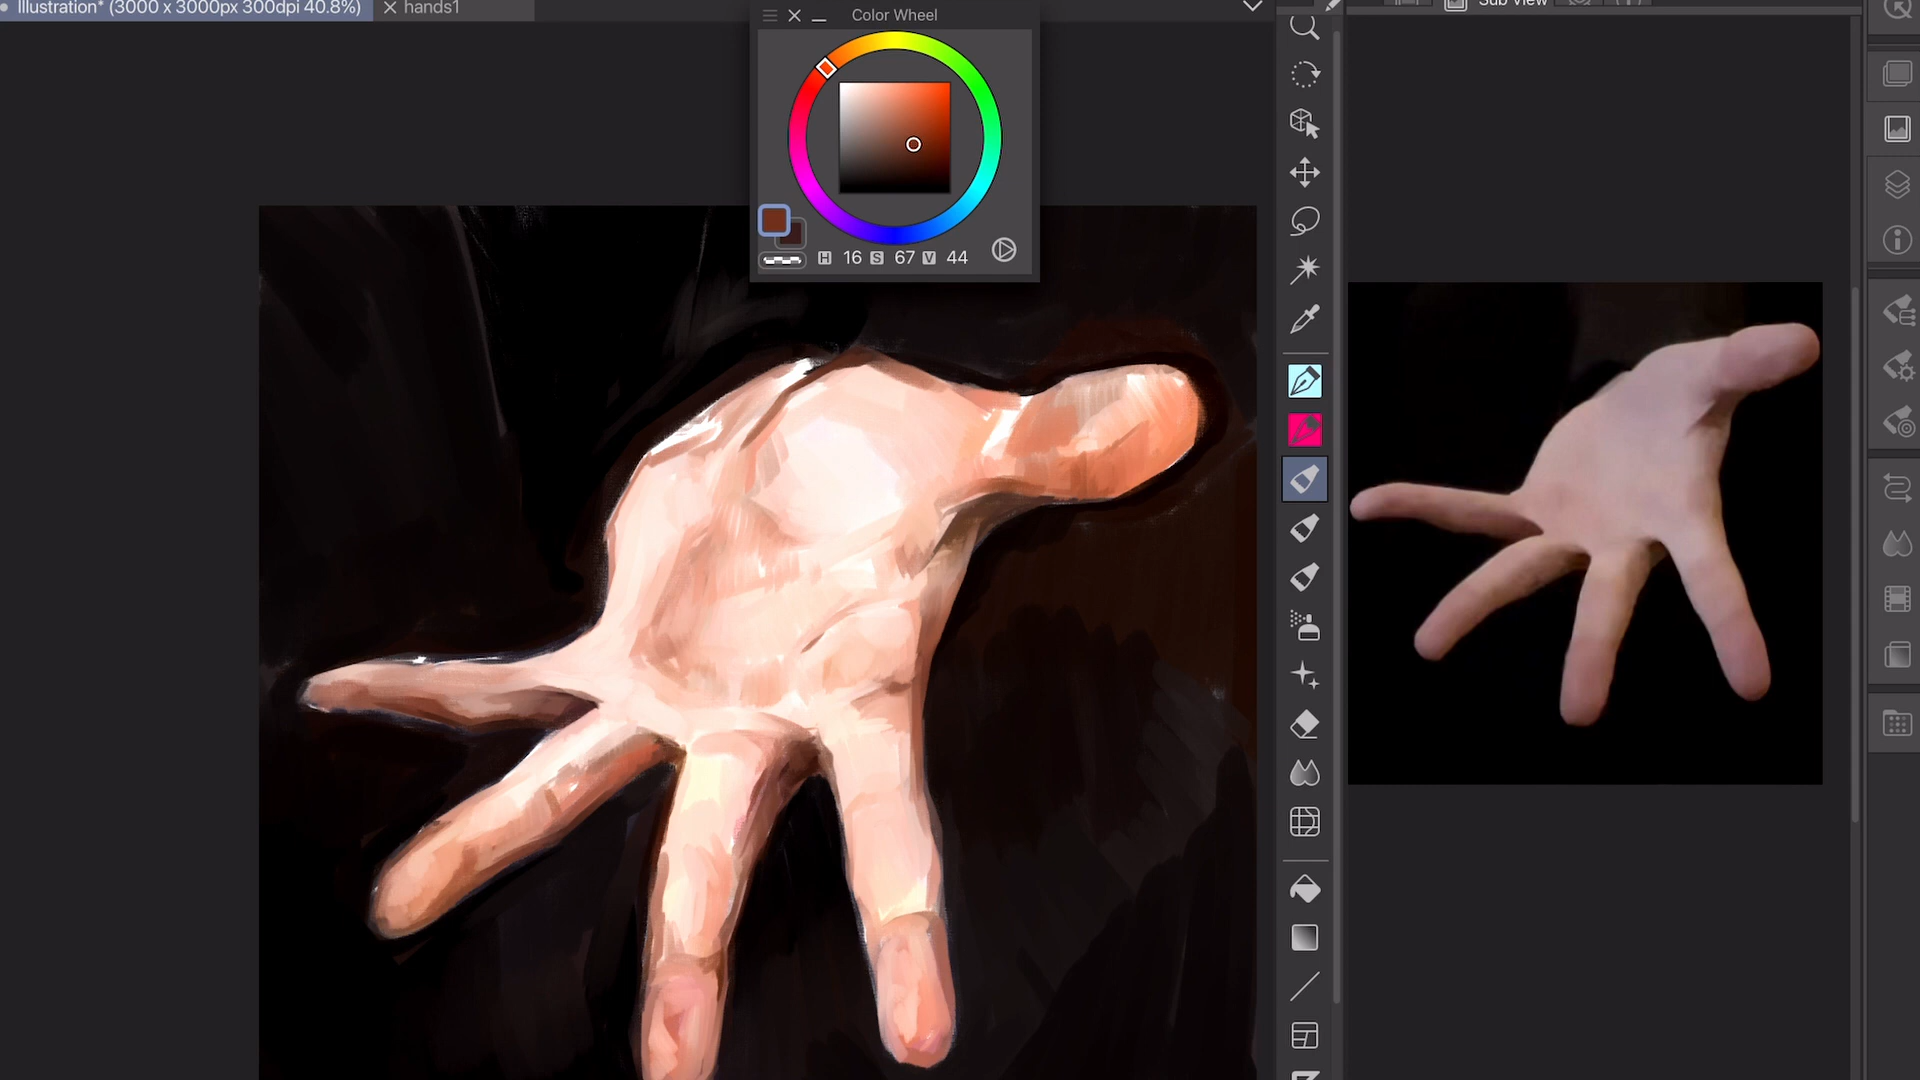 Illustration* (3000 x 3000px 300dpi 40.8%)
hands1
Color Wheel
Sub View
H 16 S 67 V 44